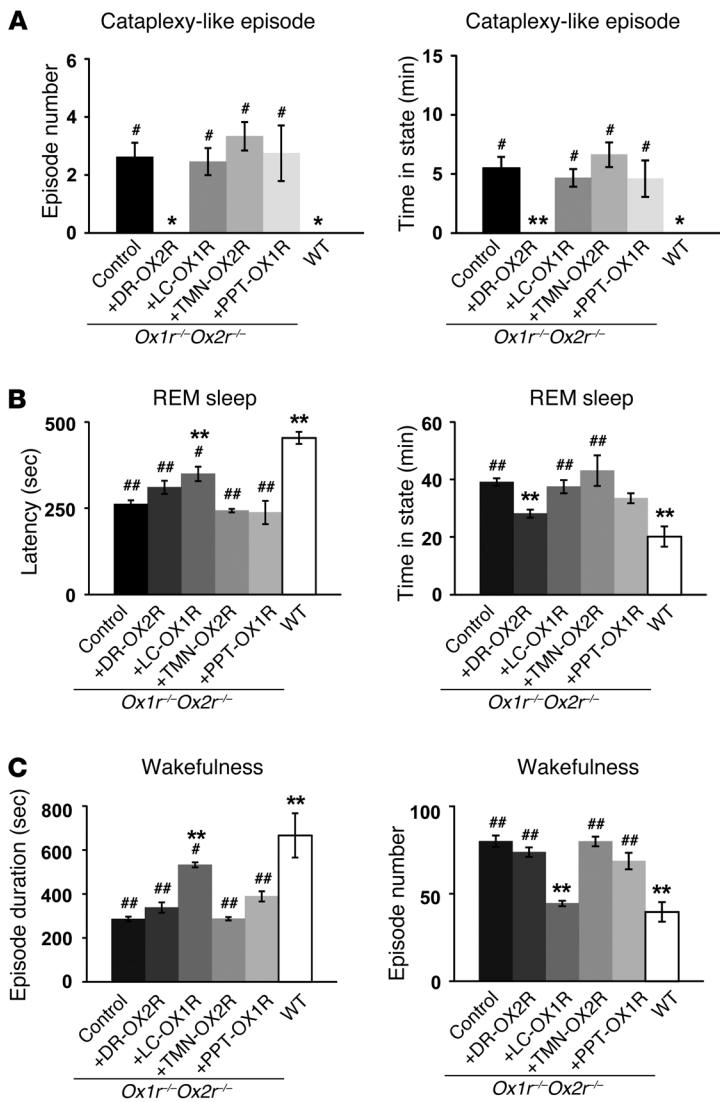 A
Cataplexy-like episode
Episode number
6
4
2
0
#
*
#
#
#
*
Control
+DR-OX2R
+LC-OX1R
+TMN-OX2R
+PPT-OX1R
WT
Ox1r⁻/⁻Ox2r⁻/⁻
Cataplexy-like episode
Time in state (min)
15
10
5
0
#
**
#
#
#
*
Control
+DR-OX2R
+LC-OX1R
+TMN-OX2R
+PPT-OX1R
WT
Ox1r⁻/⁻Ox2r⁻/⁻
B
REM sleep
Latency (sec)
500
250
0
##
##
**
#
##
##
**
Control
+DR-OX2R
+LC-OX1R
+TMN-OX2R
+PPT-OX1R
WT
Ox1r⁻/⁻Ox2r⁻/⁻
REM sleep
Time in state (min)
60
40
20
0
##
**
##
##
**
Control
+DR-OX2R
+LC-OX1R
+TMN-OX2R
+PPT-OX1R
WT
Ox1r⁻/⁻Ox2r⁻/⁻
C
Wakefulness
Episode duration (sec)
800
600
400
200
0
##
##
**
#
##
##
**
Control
+DR-OX2R
+LC-OX1R
+TMN-OX2R
+PPT-OX1R
WT
Ox1r⁻/⁻Ox2r⁻/⁻
Wakefulness
Episode number
100
50
0
##
##
**
##
##
**
Control
+DR-OX2R
+LC-OX1R
+TMN-OX2R
+PPT-OX1R
WT
Ox1r⁻/⁻Ox2r⁻/⁻